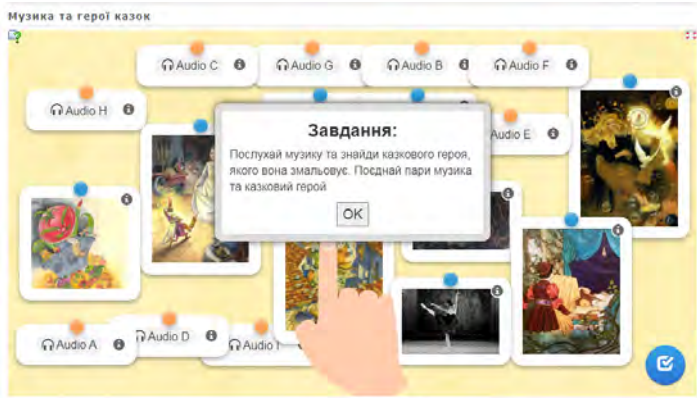 Музика та герої казок
Audio C
Audio G
Audio B
Audio F
Audio H
Завдання:
Audio E
Послухай музику та знайди казкового героя,
якого вона змальовує. Поєднай пари музика
та казковий герой
OK
Audio A
Audio D
Audio I